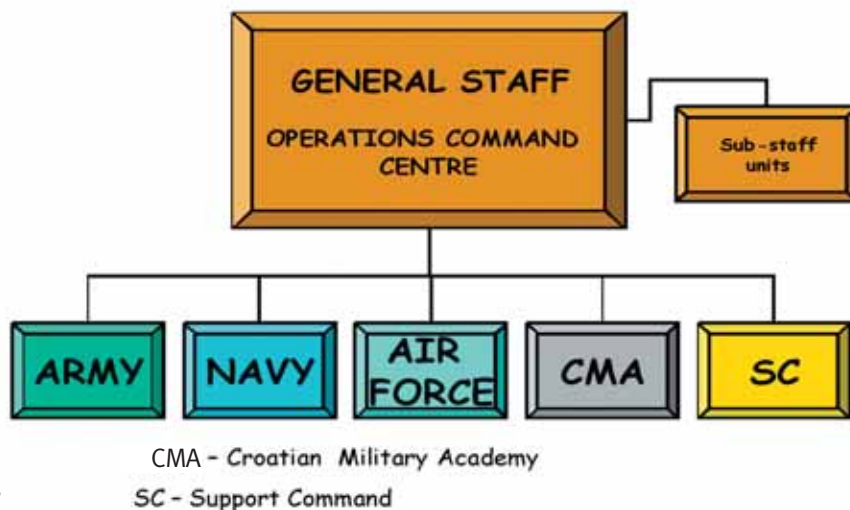 GENERAL STAFF
OPERATIONS COMMAND
CENTRE
Sub-staff
units
ARMY
NAVY
AIR
FORCE
CMA
SC
CMA – Croatian Military Academy
SC – Support Command